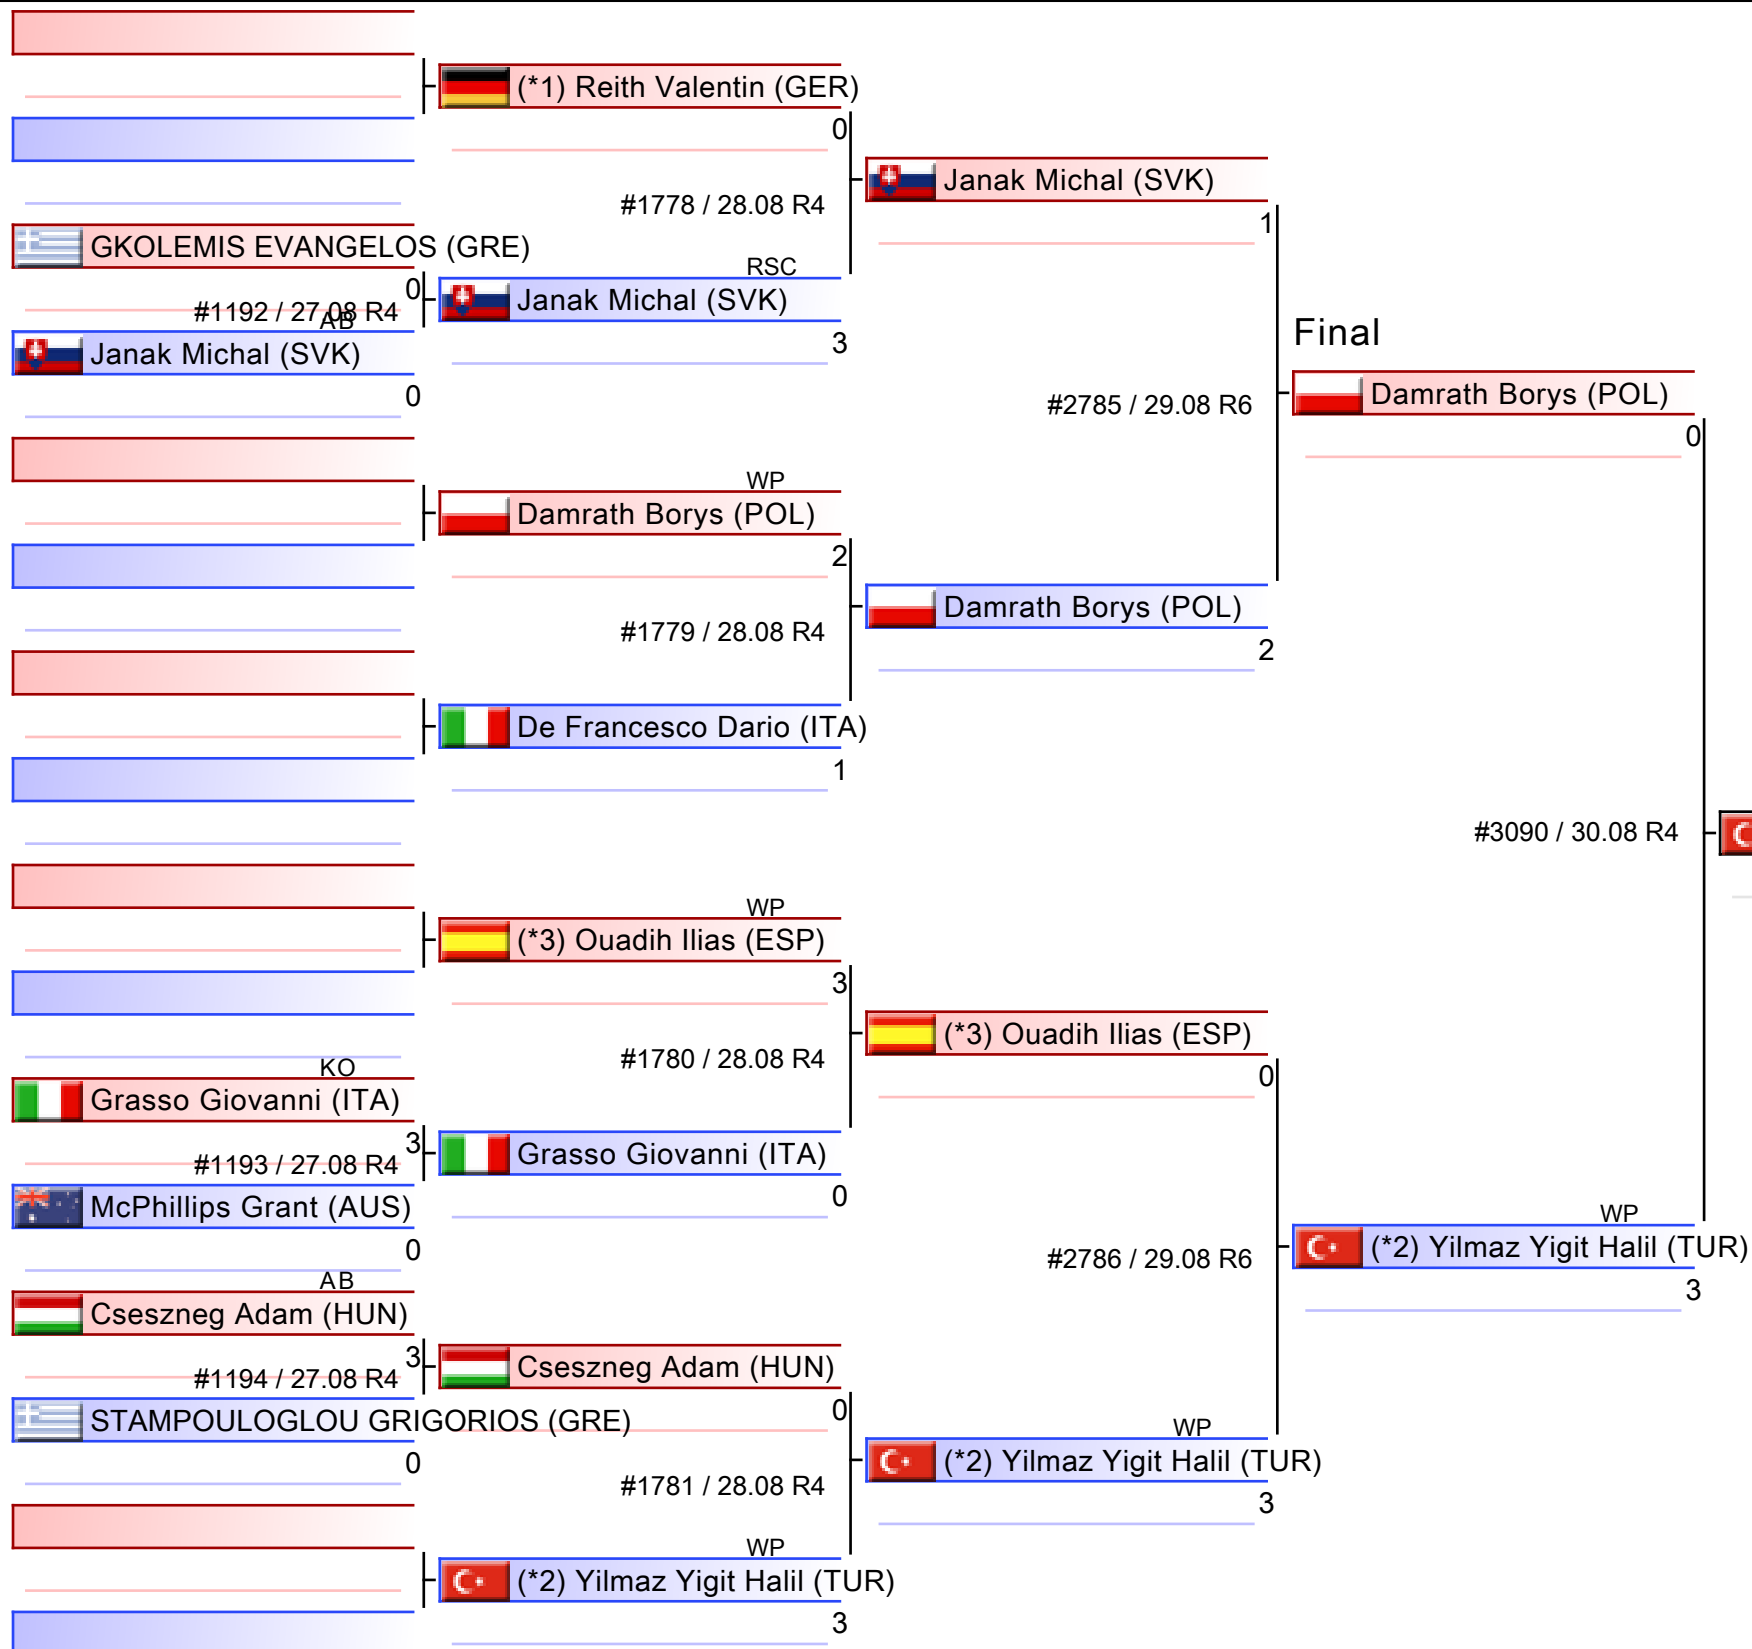 (*1) Reith Valentin (GER)
0
#1778 / 28.08 R4
Janak Michal (SVK)
1
GKOLEMIS EVANGELOS (GRE)
0
#1192 / 27.08 R4
AB
Janak Michal (SVK)
0
RSC
Janak Michal (SVK)
3
Final
#2785 / 29.08 R6
Damrath Borys (POL)
0
WP
Damrath Borys (POL)
2
#1779 / 28.08 R4
Damrath Borys (POL)
2
De Francesco Dario (ITA)
1
#3090 / 30.08 R4
WP
(*3) Ouadih Ilias (ESP)
3
#1780 / 28.08 R4
(*3) Ouadih Ilias (ESP)
0
KO
Grasso Giovanni (ITA)
3
#1193 / 27.08 R4
McPhillips Grant (AUS)
0
Grasso Giovanni (ITA)
0
#2786 / 29.08 R6
WP
(*2) Yilmaz Yigit Halil (TUR)
3
AB
Cseszneg Adam (HUN)
3
#1194 / 27.08 R4
STAMPOULOGLOU GRIGORIOS (GRE)
0
Cseszneg Adam (HUN)
0
#1781 / 28.08 R4
WP
(*2) Yilmaz Yigit Halil (TUR)
3
WP
(*2) Yilmaz Yigit Halil (TUR)
3